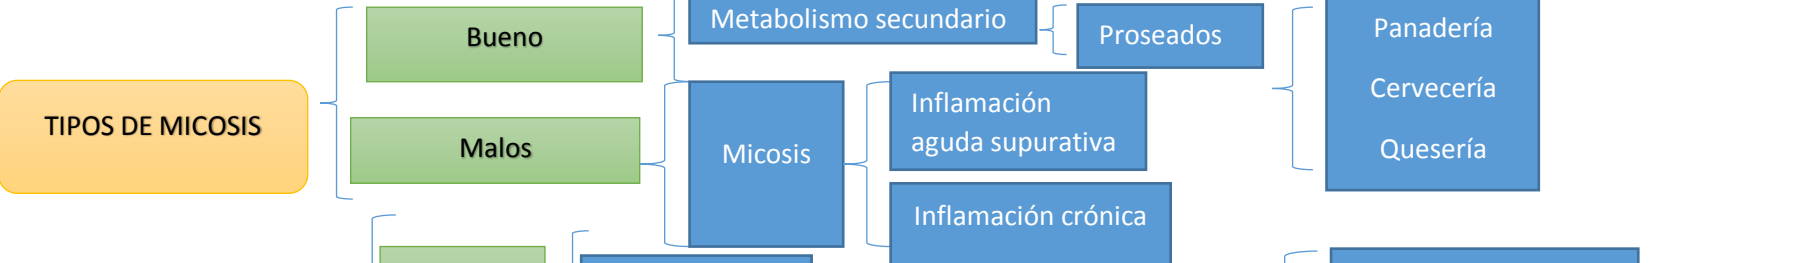 TIPOS DE MICOSIS
Bueno
Malos
Metabolismo secundario
Proseados
Panadería
Cervecería
Quesería
Micosis
Inflamación
aguda supurativa
Inflamación crónica